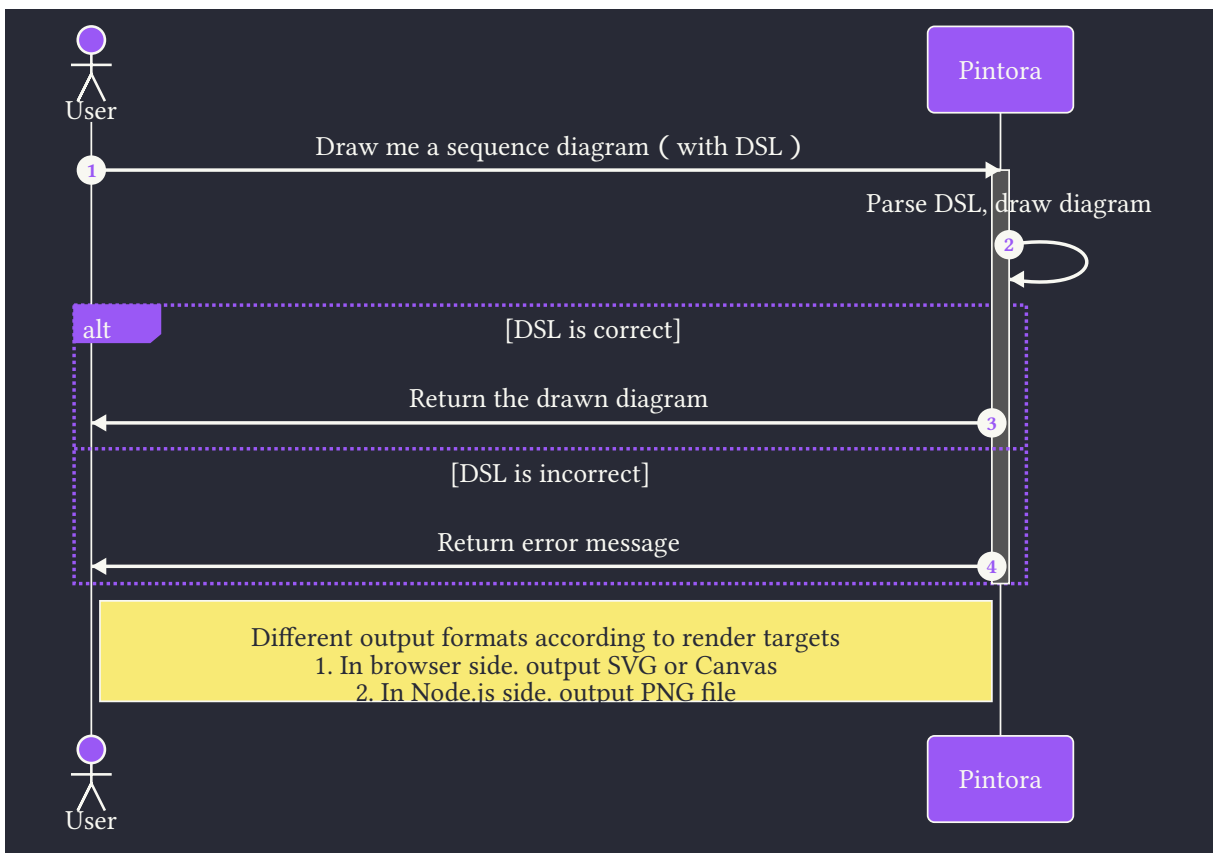 User
Pintora
Draw me a sequence diagram ( with DSL )
1
Parse DSL, draw diagram
2
alt
[DSL is correct]
Return the drawn diagram
3
[DSL is incorrect]
Return error message
4
Different output formats according to render targets
1. In browser side. output SVG or Canvas
2. In Node.js side. output PNG file
User
Pintora